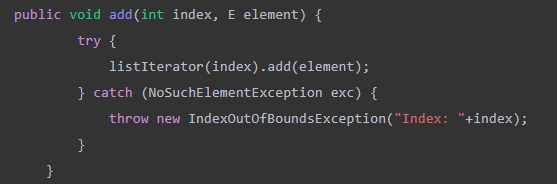 public void add(int index, E element) {
        try {
            listIterator(index).add(element);
        } catch (NoSuchElementException exc) {
            throw new IndexOutOfBoundsException("Index: "+index);
        }
    }